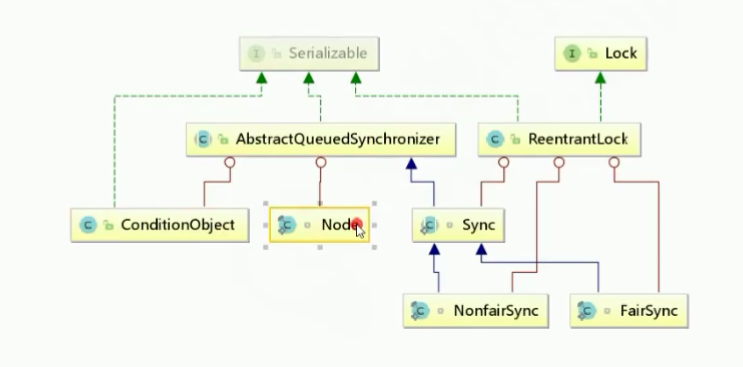 I Serializable
I Lock
C AbstractQueuedSynchronizer
C ReentrantLock
C ConditionObject
C Node
C Sync
C NonfairSync
C FairSync